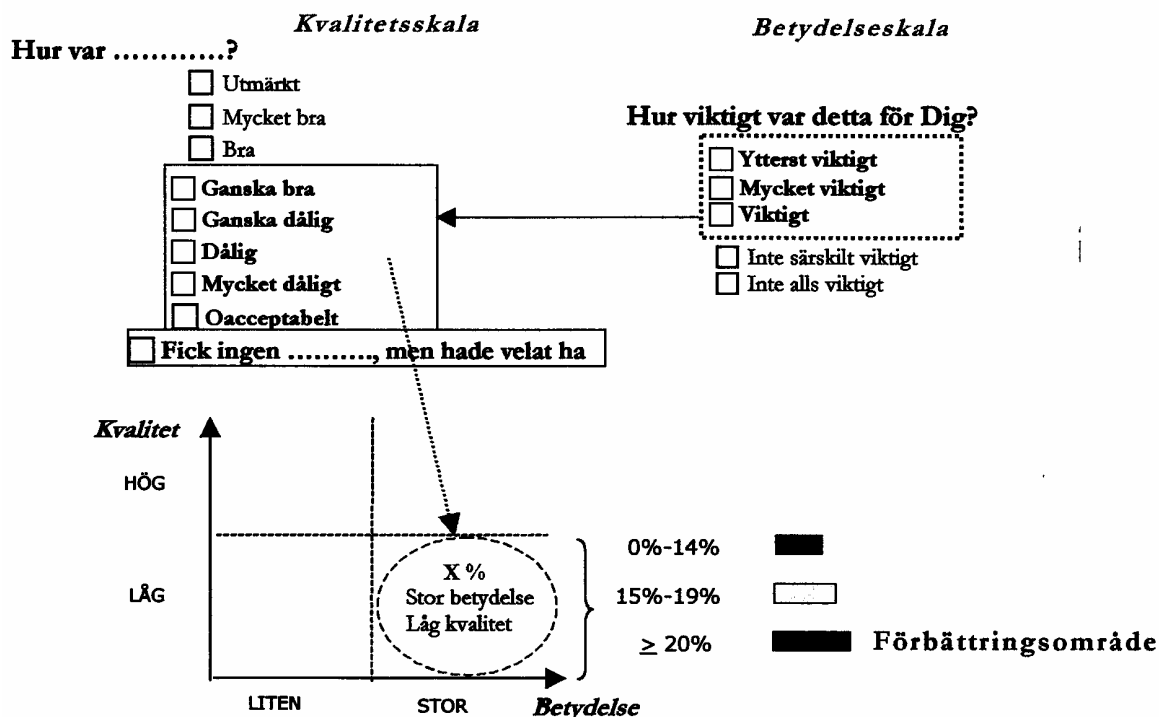 Kvalitetsskala
Betydelseskala
Hur var …………?
Utmärkt
Mycket bra
Bra
Hur viktigt var detta för Dig?
Ytterst viktigt
Mycket viktigt
Viktigt
Inte särskilt viktigt
Inte alls viktigt
Ganska bra
Ganska dålig
Dålig
Mycket dåligt
Oacceptabelt
Fick ingen ………., men hade velat ha
Kvalitet
HÖG
LÅG
X %
Stor betydelse
Låg kvalitet
0%-14%
15%-19%
≥ 20% Förbättringsområde
LITEN
STOR
Betydelse